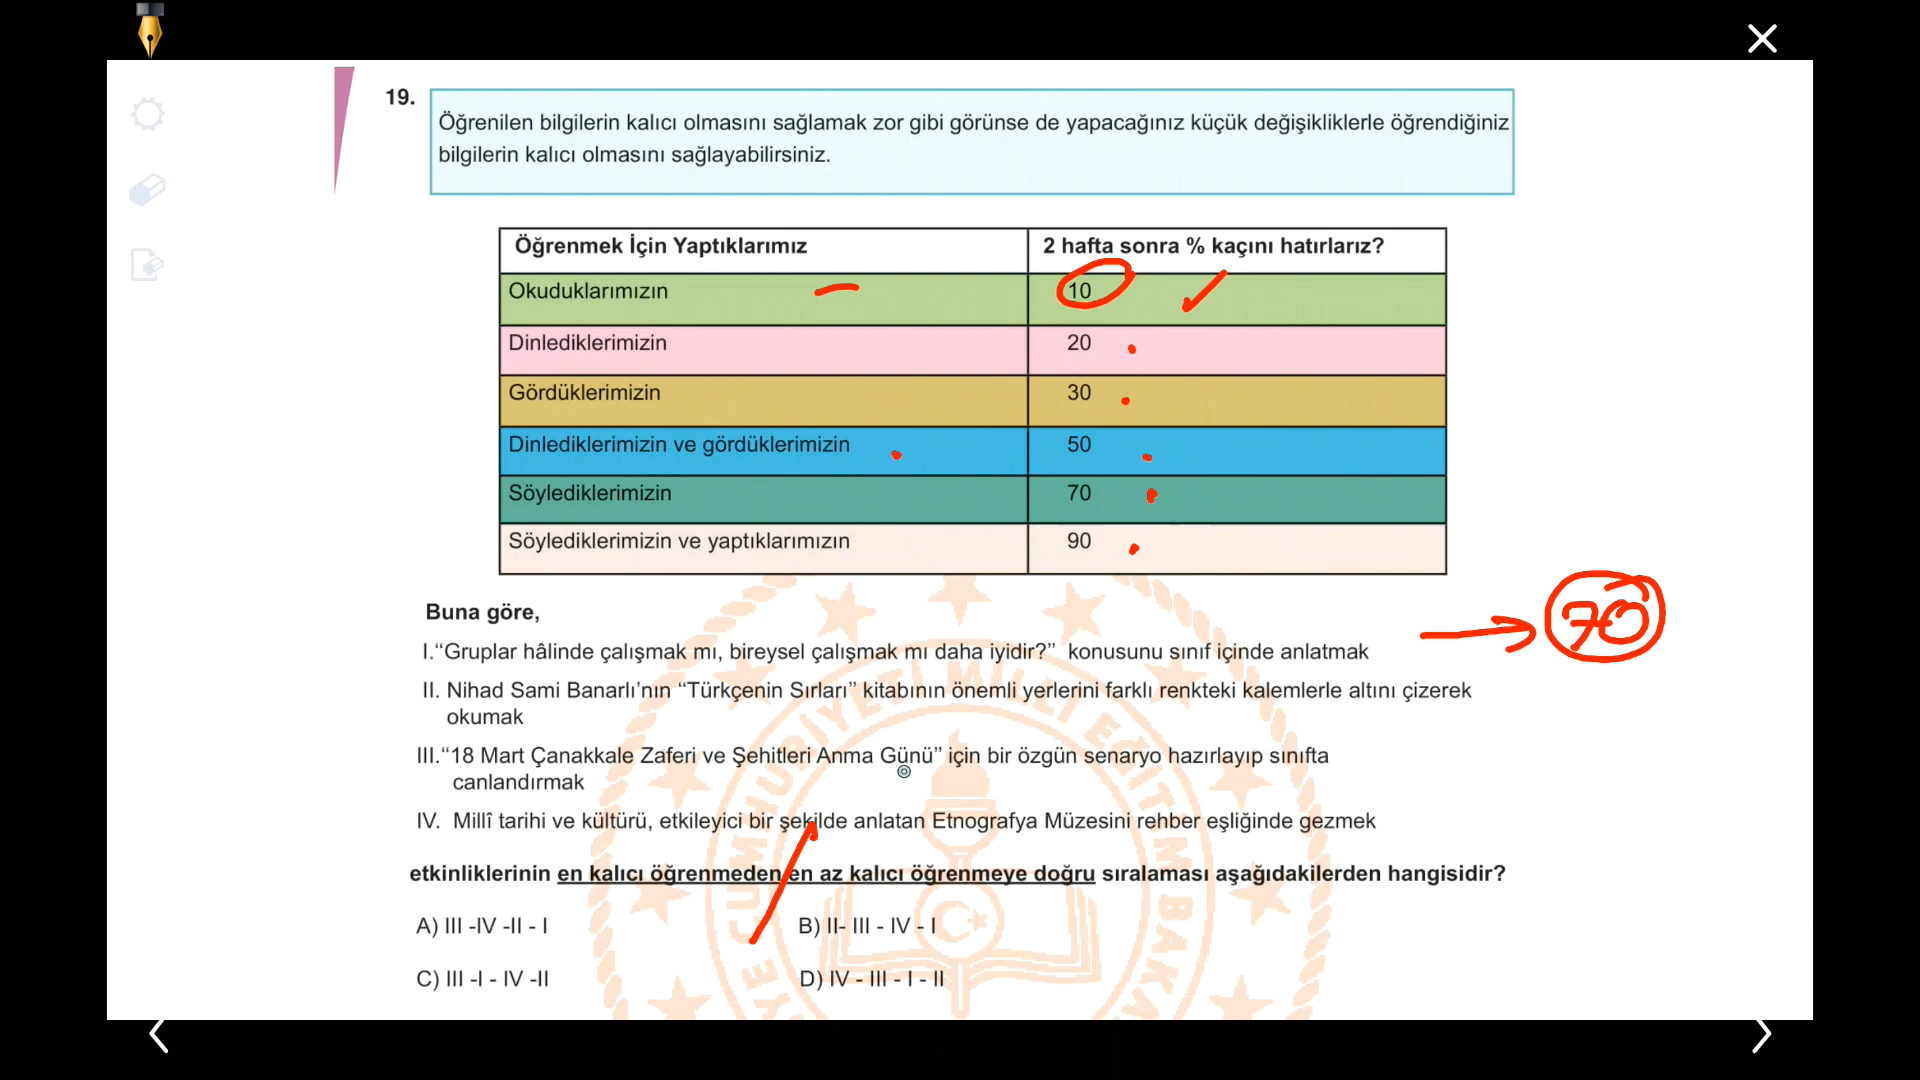 19.
Öğrenilen bilgilerin kalıcı olmasını sağlamak zor gibi görünse de yapacağınız küçük değişikliklerle öğrendiğiniz
bilgilerin kalıcı olmasını sağlayabilirsiniz.
Öğrenmek İçin Yaptıklarımız 2 hafta sonra % kaçını hatırlarız?
Okuduklarımızın 10
Dinlediklerimizin 20
Gördüklerimizin 30
Dinlediklerimizin ve gördüklerimizin 50
Söylediklerimizin 70
Söylediklerimizin ve yaptıklarımızın 90
Buna göre,
70
I.“Gruplar hâlinde çalışmak mı, bireysel çalışmak mı daha iyidir?” konusunu sınıf içinde anlatmak
II. Nihad Sami Banarlı’nın “Türkçenin Sırları” kitabının önemli yerlerini farklı renkteki kalemlerle altını çizerek
okumak
III.“18 Mart Çanakkale Zaferi ve Şehitleri Anma Günü” için bir özgün senaryo hazırlayıp sınıfta
canlandırmak
IV. Millî tarihi ve kültürü, etkileyici bir şekilde anlatan Etnografya Müzesini rehber eşliğinde gezmek
etkinliklerinin en kalıcı öğrenmeden en az kalıcı öğrenmeye doğru sıralaması aşağıdakilerden hangisidir?
A) III -IV -II - I B) II- III - IV - I
C) III -I - IV -II D) IV - III - I - II